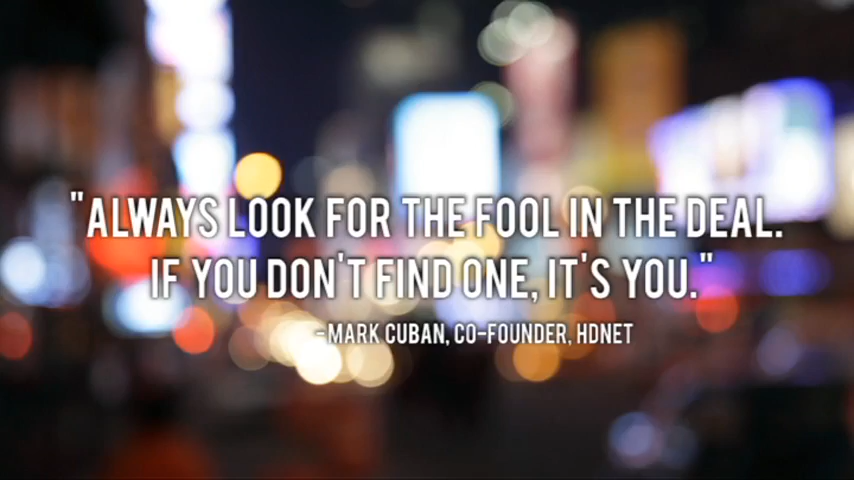 "ALWAYS LOOK FOR THE FOOL IN THE DEAL.
IF YOU DON'T FIND ONE, IT'S YOU."
-MARK CUBAN, CO-FOUNDER, HDNET